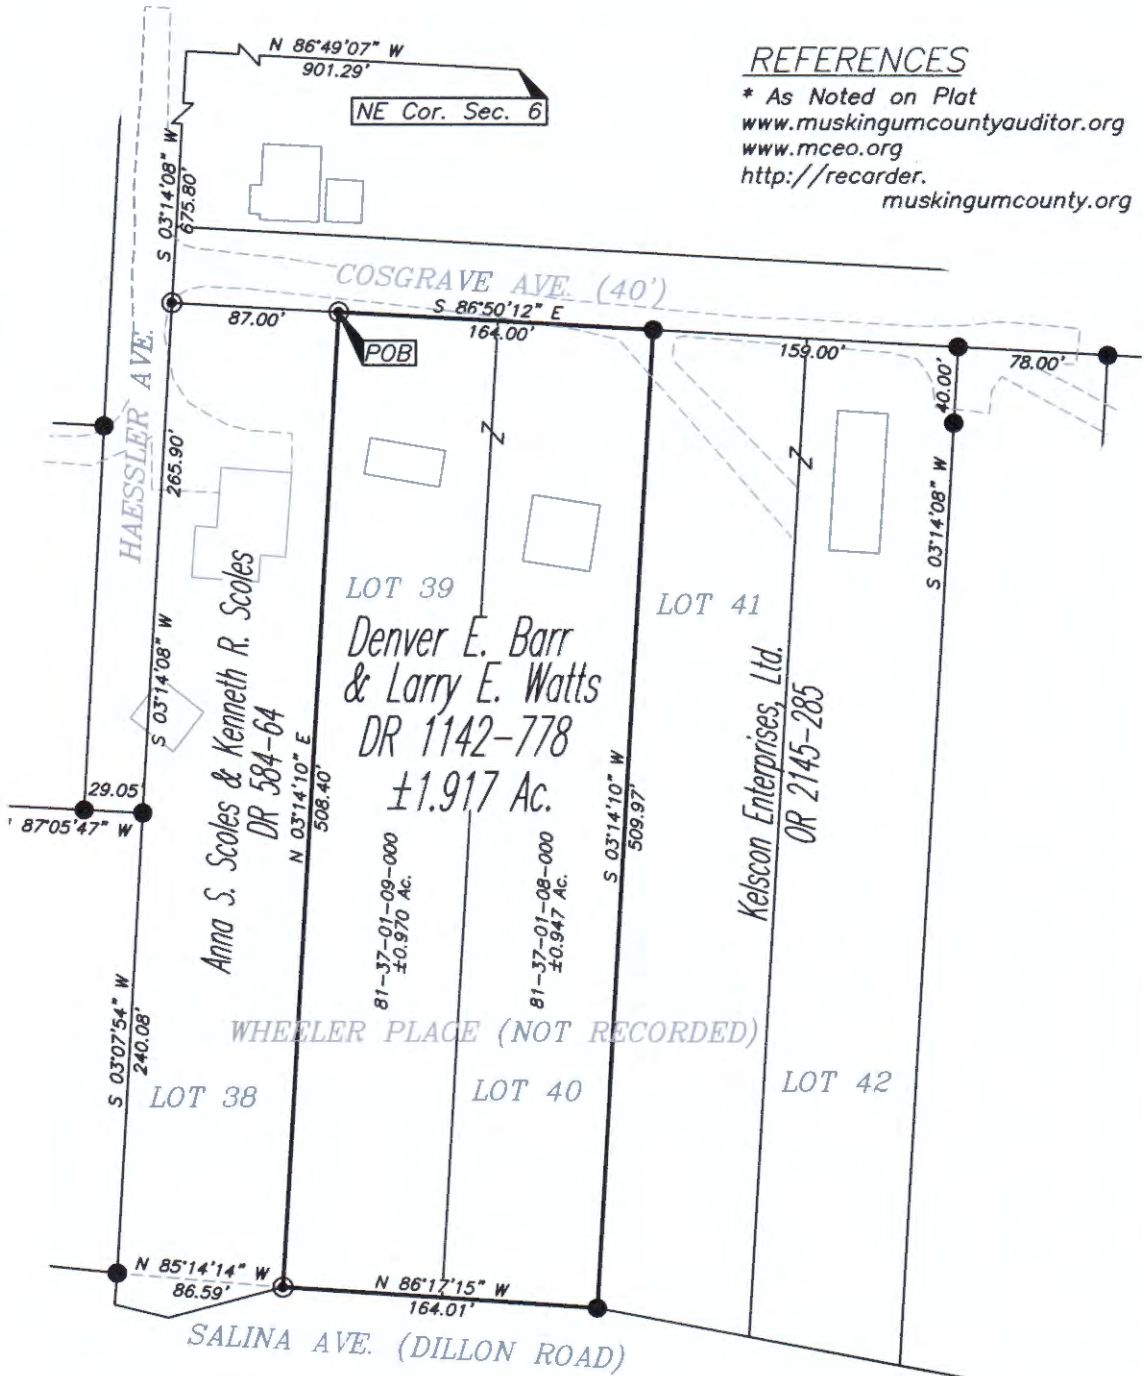 N 86°49'07" W
901.29'
NE Cor. Sec. 6
REFERENCES
* As Noted on Plat
www.muskingumcountyauditor.org
www.mceo.org
http://recorder.
muskingumcounty.org
S 03°14'08" W
675.80'
COSGRAVE AVE. (40')
S 86°50'12" E
87.00'
164.00'
159.00'
78.00'
POB
40.00'
HAESSLER AVE.
265.90'
S 03°14'08" W
S 03°14'08" W
LOT 39
LOT 41
Denver E. Barr
& Larry E. Watts
DR 1142-778
±1.917 Ac.
Anna S. Scoles & Kenneth R. Scoles
DR 584-64
N 03°14'10" E
508.40'
S 03°14'10" W
509.97'
Kelscon Enterprises, Ltd.
OR 2145-285
29.05'
87°05'47" W
81-37-01-09-000
±0.970 Ac.
81-37-01-08-000
±0.947 Ac.
S 03°07'54" W
240.08'
WHEELER PLACE (NOT RECORDED)
LOT 38
LOT 40
LOT 42
N 85°14'14" W
86.59'
N 86°17'15" W
164.01'
SALINA AVE. (DILLON ROAD)